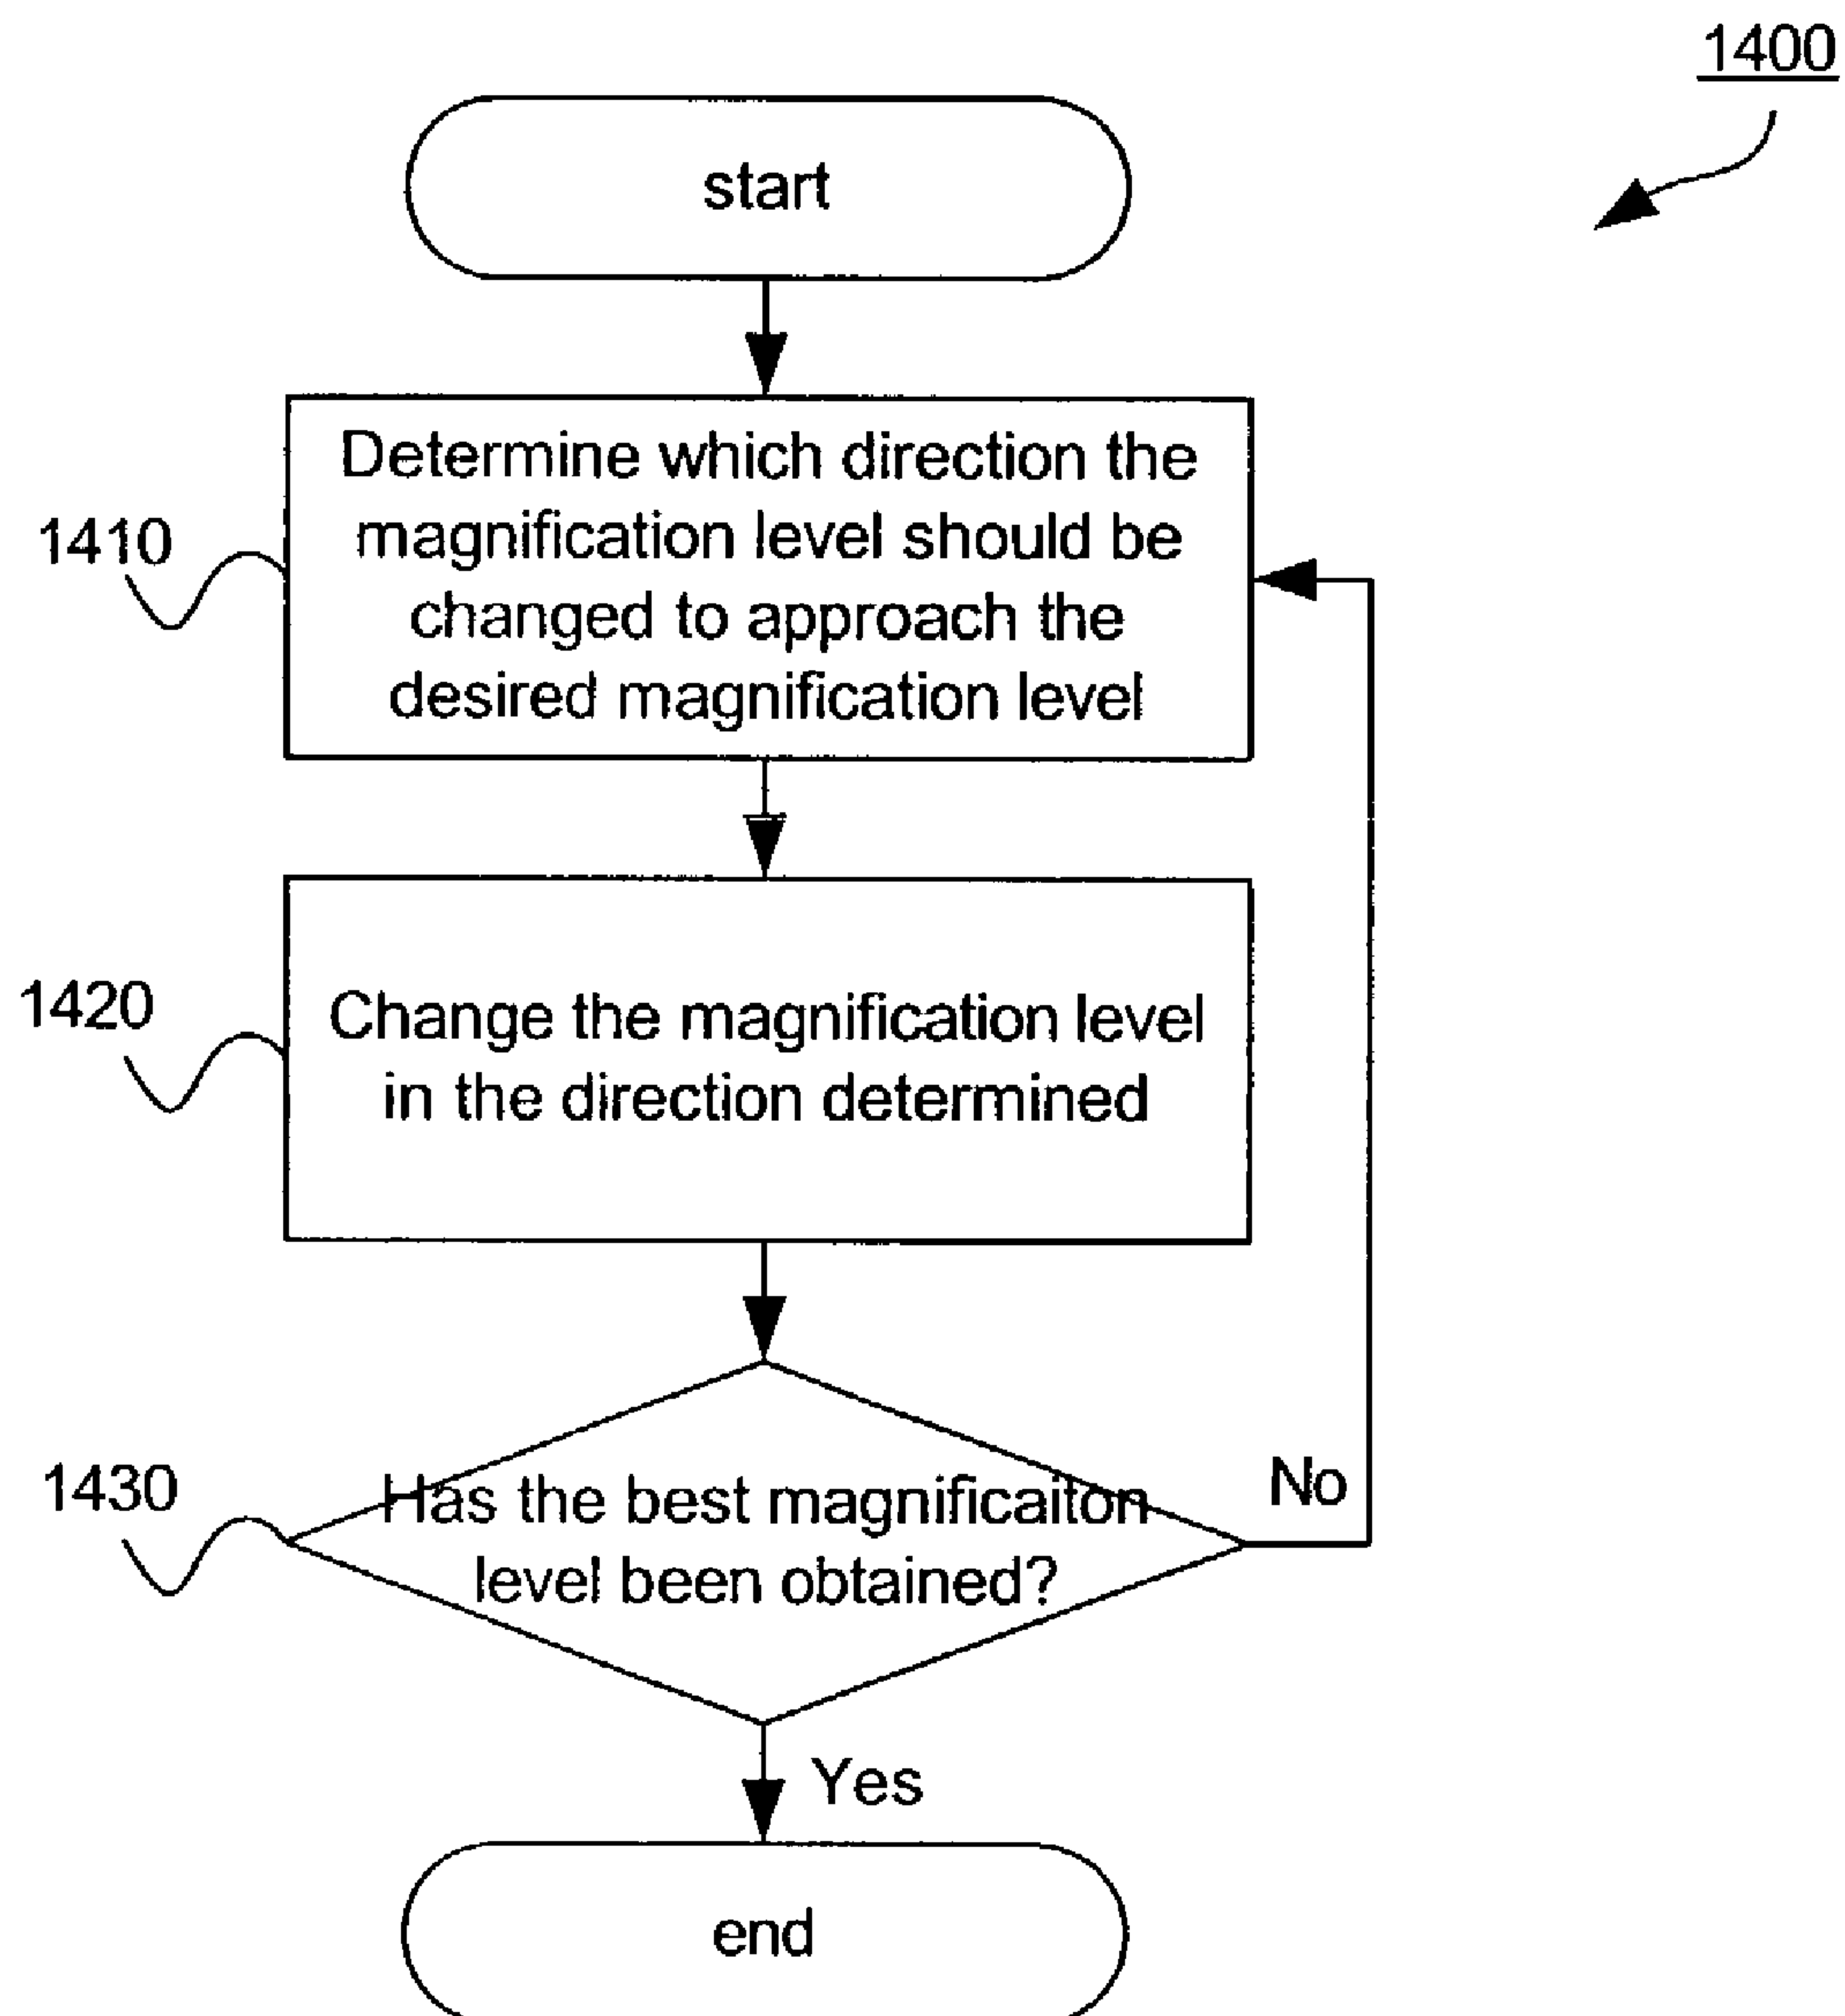 1400
start
1410
Determine which direction the
magnification level should be
changed to approach the
desired magnification level
1420
Change the magnification level
in the direction determined
1430
Has the best magnificaiton
level been obtained?
No
Yes
end